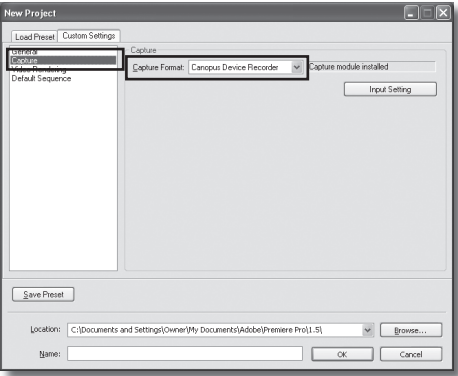 New Project
Load Preset Custom Settings
General
Capture
Video Rendering
Default Sequence
Capture
Capture Format: Canopus Device Recorder Capture module installed
Input Setting
Save Preset
Location: C:\Documents and Settings\Owner\My Documents\Adobe\Premiere Pro\1.5\ Browse...
Name: OK Cancel